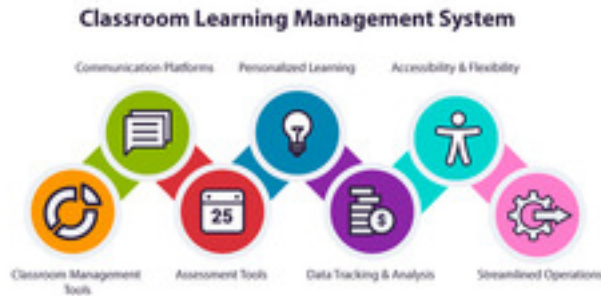 Classroom Learning Management System
Communication Platforms
Personalized Learning
Accessibility & Flexibility
25
$
Classroom Management
Tools
Assessment Tools
Data Tracking & Analysis
Streamlined Operations